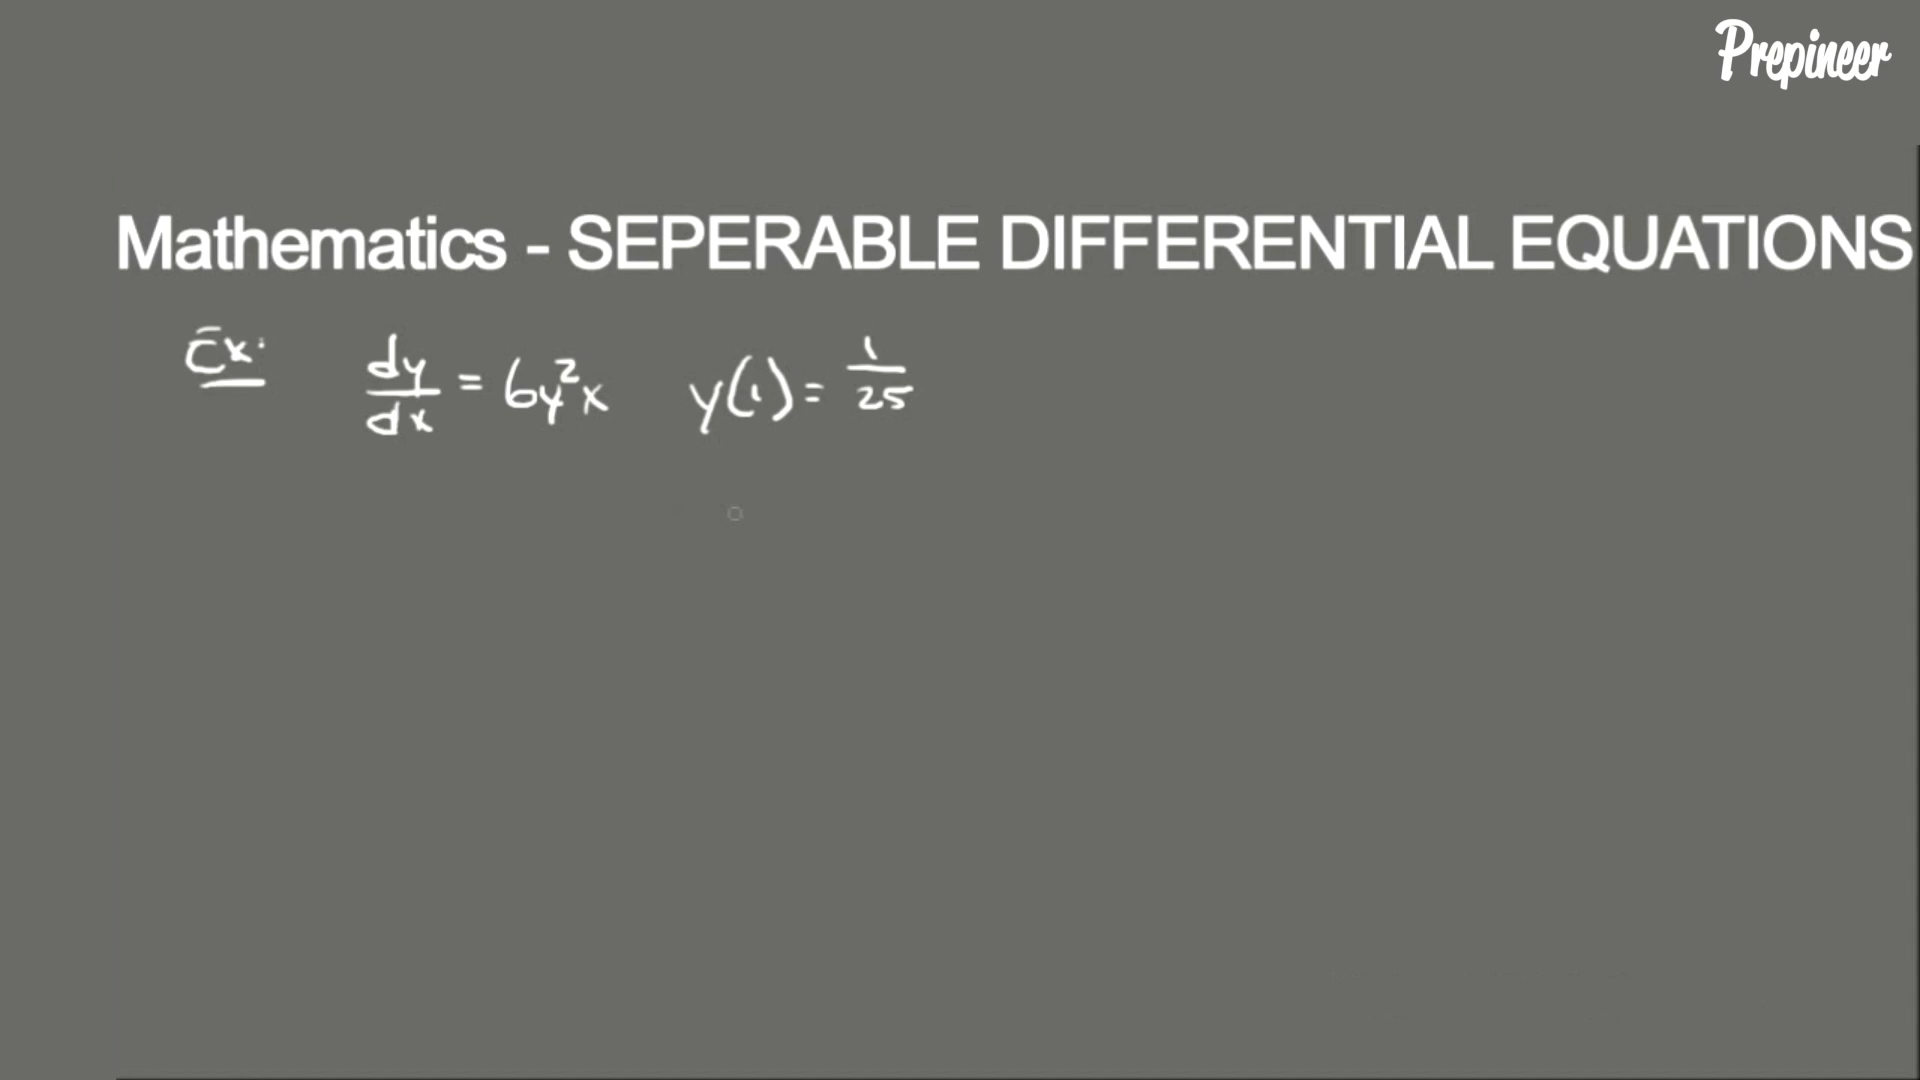 Prepineer
Mathematics - SEPERABLE DIFFERENTIAL EQUATIONS
Ex: dy/dx = 6y²x y(1) = 1/25